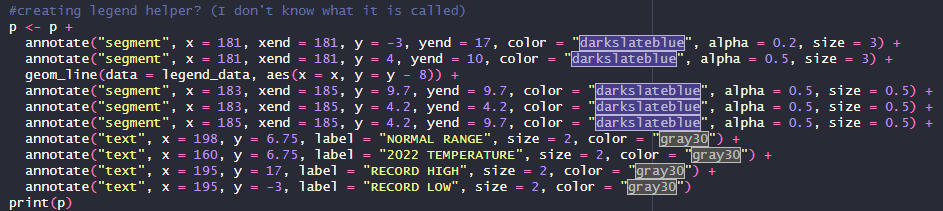 #creating legend helper? (I don't know what it is called)
p <- p +
  annotate("segment", x = 181, xend = 181, y = -3, yend = 17, color = "darkslateblue", alpha = 0.2, size = 3) +
  annotate("segment", x = 181, xend = 181, y = 4, yend = 10, color = "darkslateblue", alpha = 0.5, size = 3) +
  geom_line(data = legend_data, aes(x = x, y = y - 8)) +
  annotate("segment", x = 183, xend = 185, y = 9.7, yend = 9.7, color = "darkslateblue", alpha = 0.5, size = 0.5) +
  annotate("segment", x = 183, xend = 185, y = 4.2, yend = 4.2, color = "darkslateblue", alpha = 0.5, size = 0.5) +
  annotate("segment", x = 185, xend = 185, y = 4.2, yend = 9.7, color = "darkslateblue", alpha = 0.5, size = 0.5) +
  annotate("text", x = 198, y = 6.75, label = "NORMAL RANGE", size = 2, color = "gray30") +
  annotate("text", x = 160, y = 6.75, label = "2022 TEMPERATURE", size = 2, color = "gray30") +
  annotate("text", x = 195, y = 17, label = "RECORD HIGH", size = 2, color = "gray30") +
  annotate("text", x = 195, y = -3, label = "RECORD LOW", size = 2, color = "gray30")
print(p)